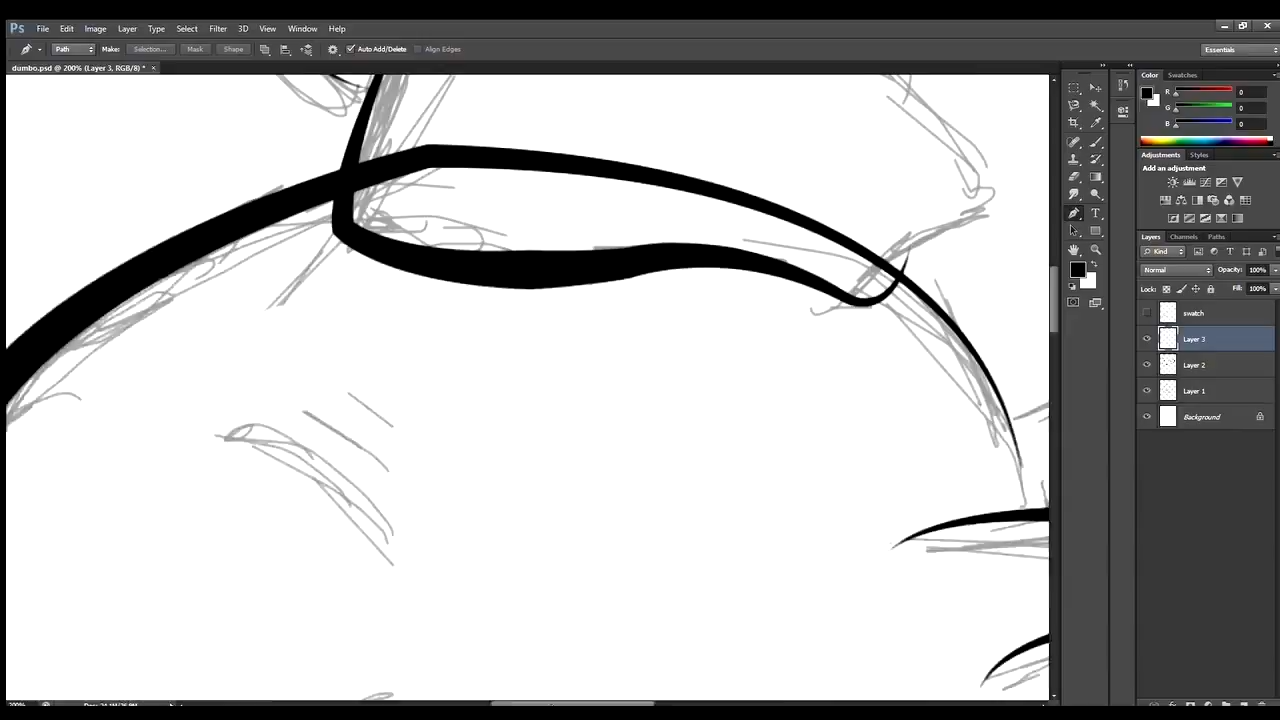 Ps File Edit Image Layer Type Select Filter 3D View Window Help
Path Make: Selection... Mask Shape Auto Add/Delete Align Edges Essentials
dumbo.psd @ 200% (Layer 3, RGB/8) *
Color Swatches
R 0
G 0
B 0
Adjustments Styles
Add an adjustment
Layers Channels Paths
Kind
Normal Opacity: 100%
Lock: Fill: 100%
swatch
Layer 3
Layer 2
Layer 1
Background
200%